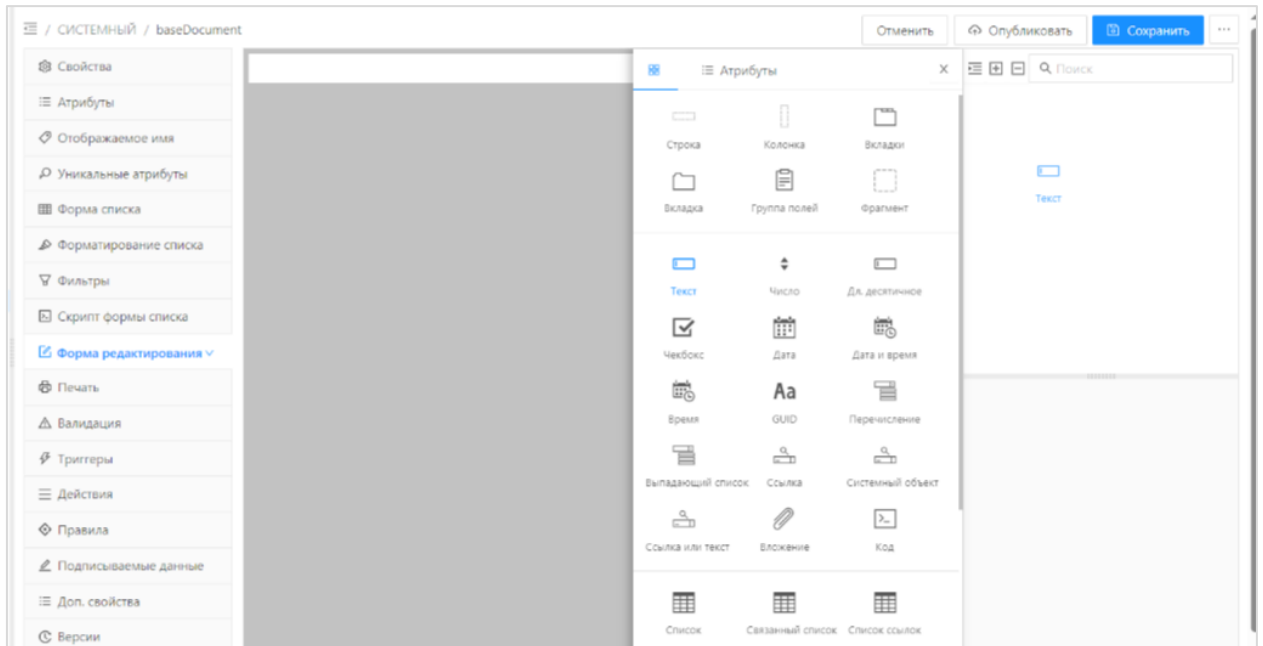 / СИСТЕМНЫЙ / baseDocument
Отменить
Опубликовать
Сохранить
...
Свойства
Атрибуты
Отображаемое имя
Уникальные атрибуты
Форма списка
Форматирование списка
Фильтры
Скрипт формы списка
Форма редактирования
Печать
Валидация
Триггеры
Действия
Правила
Подписываемые данные
Доп. свойства
Версии
Атрибуты
Строка Колонка Вкладки
Вкладка Группа полей Фрагмент
Текст Число Дл. десятичное
Чекбокс Дата Дата и время
Aa
Время GUID Перечисление
Выпадающий список Ссылка Системный объект
Ссылка или текст Вложение Код
Список Связанный список Список ссылок
Поиск
Текст